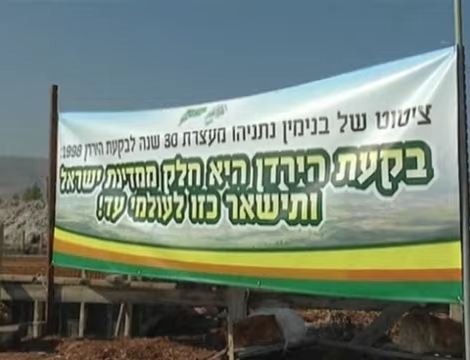 ציטוט של בנימין נתניהו מעצרת 30 שנה לבקעת הירדן 1998:
בקעת הירדן היא חלק ממדינת ישראל
ותישאר כזו לעולמי עד!